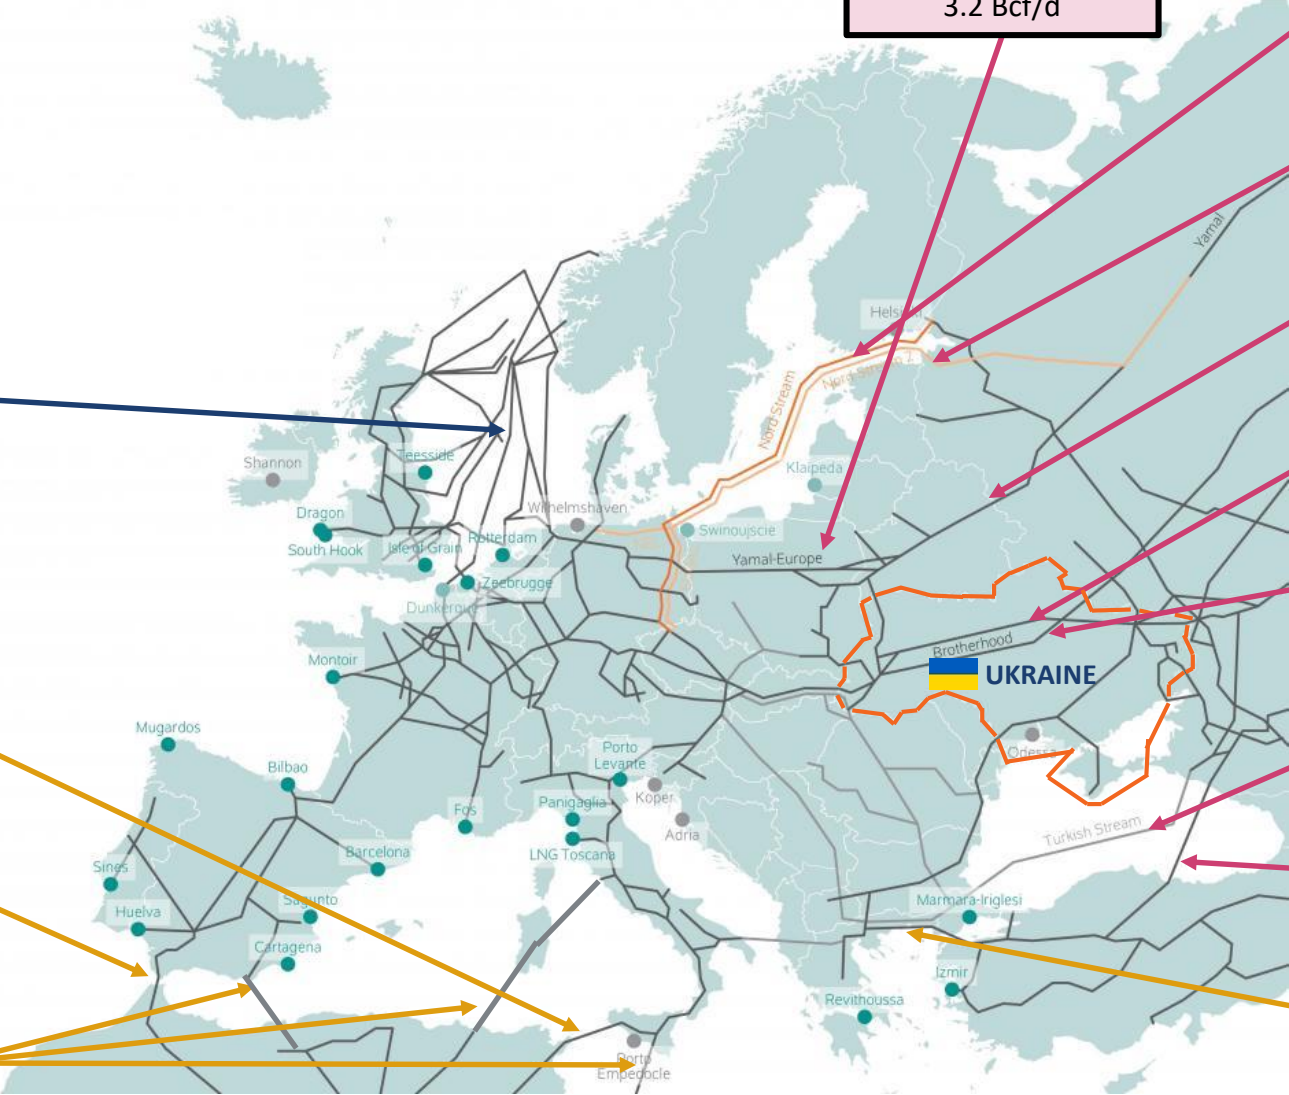 3.2 Bcf/d
Yamal
Helsinki
Nord Stream 2
Nord Stream
Teesside
Shannon
Klaipeda
Wilhelmshaven
Dragon
South Hook
Isle of Grain
Rotterdam
Swinoujscie
Yamal-Europe
Zeebrugge
Dunkerque
Brotherhood
UKRAINE
Montoir
Mugardos
Odessa
Porto
Levante
Bilbao
Koper
Panigaglia
Fos
Adria
Turkish Stream
LNG Toscana
Barcelona
Sines
Sagunto
Marmara-Iriglesi
Huelva
Cartagena
Izmir
Revithoussa
Porto
Empedocle